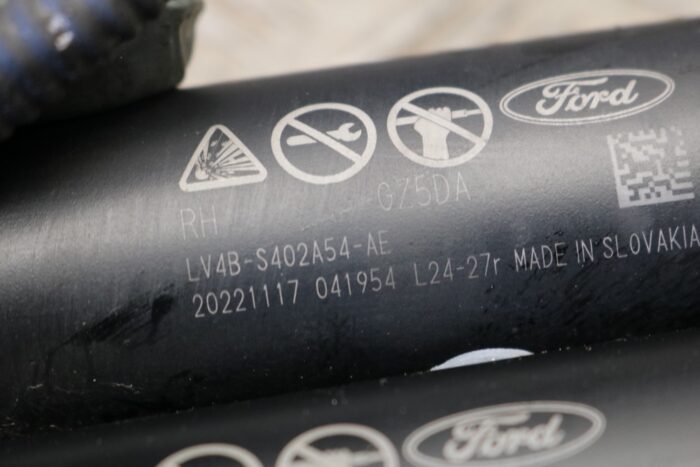 Ford
RH GZ5DA
LV4B-S402A54-AE
20221117 041954 L24-27r MADE IN SLOVAKIA
Ford